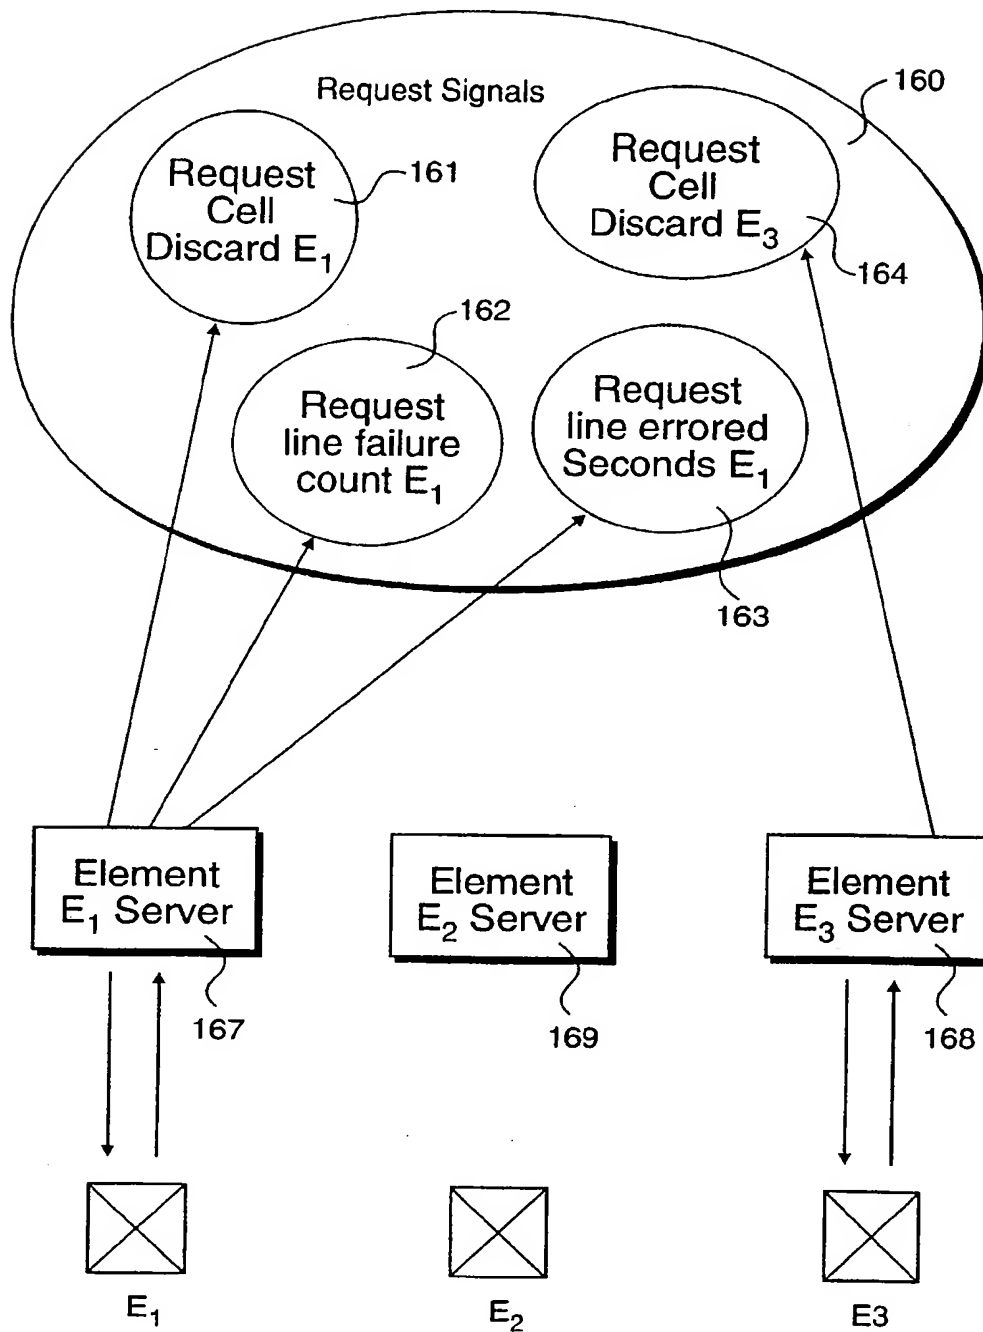 Request Signals
160
Request
Cell
Discard E₁
161
Request
Cell
Discard E₃
164
162
Request
line failure
count E₁
Request
line errored
Seconds E₁
163
Element
E₁ Server
167
Element
E₂ Server
169
Element
E₃ Server
168
E₁
E₂
E3